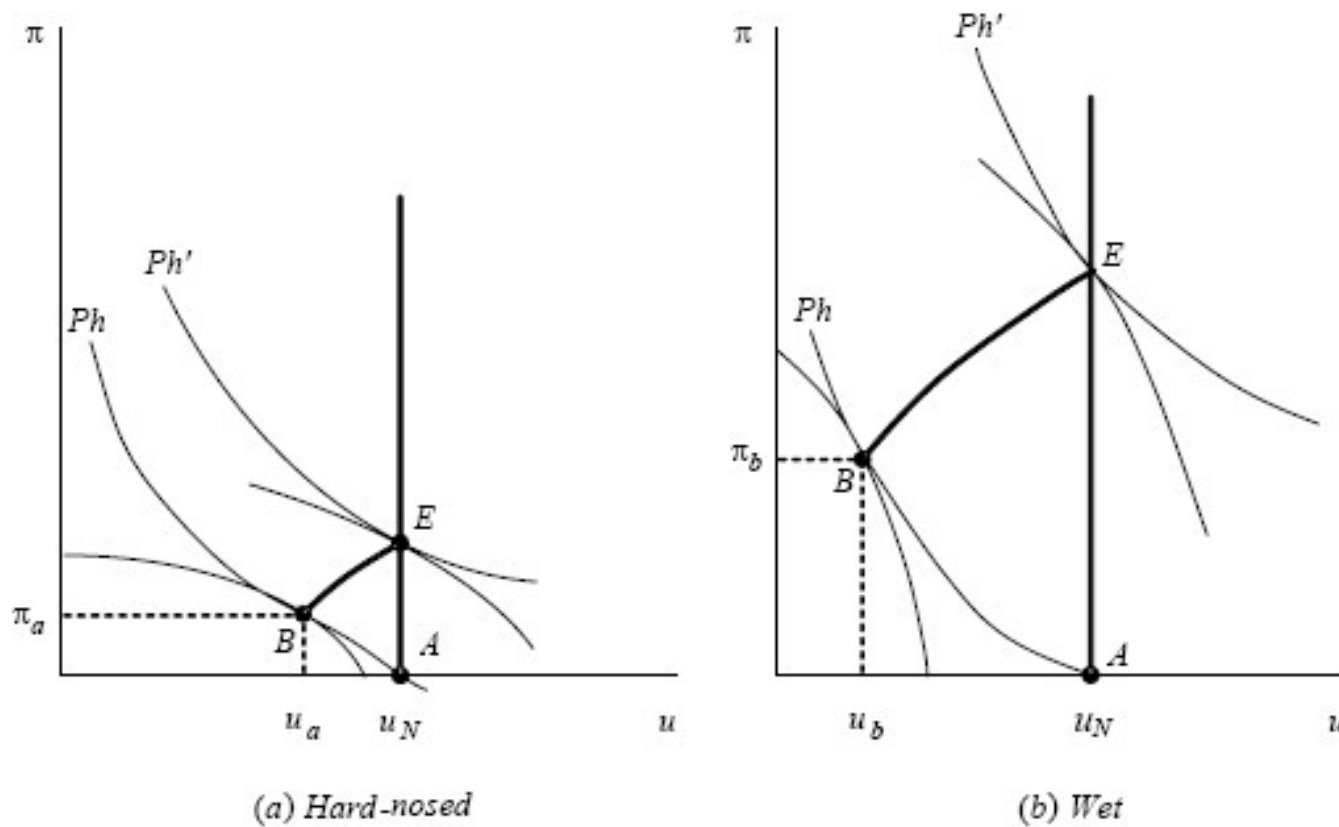 π
Ph'
Ph
E
π_a
B
A
u_a
u_N
u
(a) Hard-nosed
π
Ph'
E
Ph
π_b
B
A
u_b
u_N
u
(b) Wet